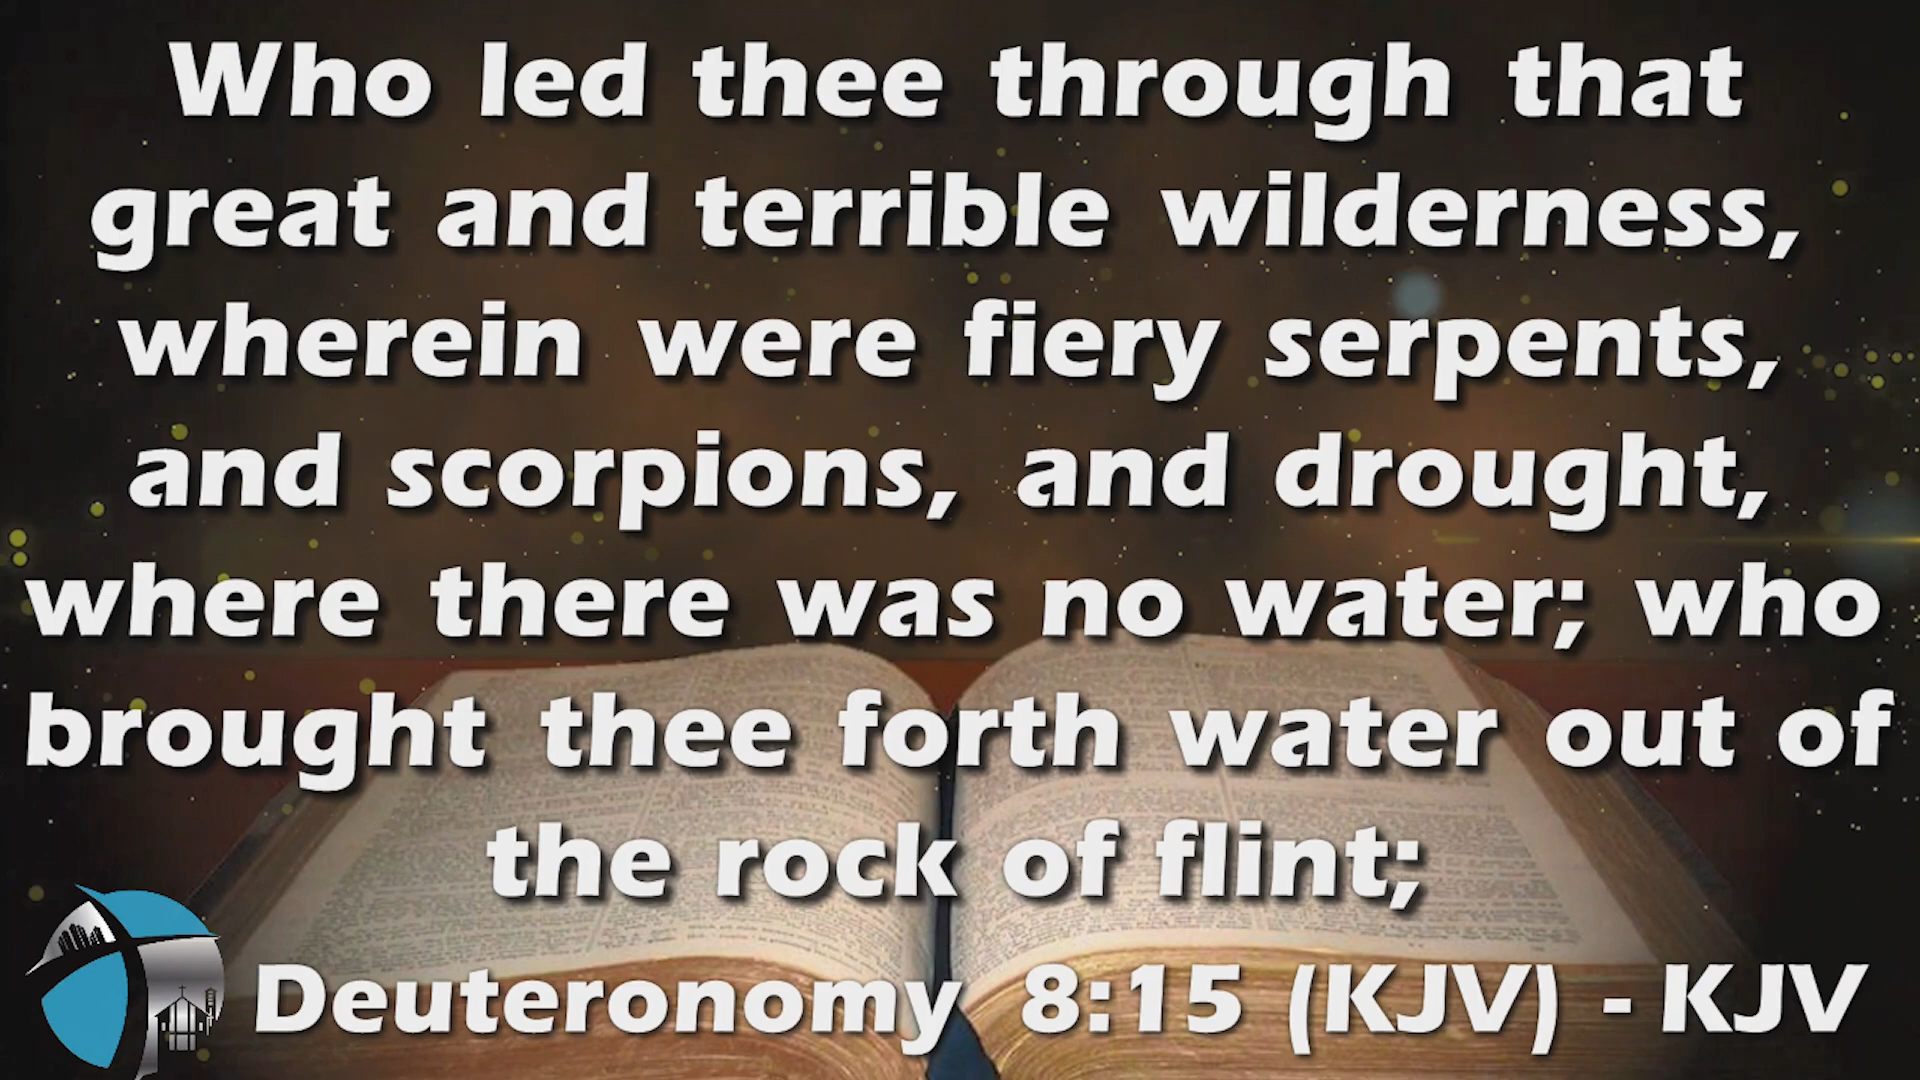 Who led thee through that
great and terrible wilderness,
wherein were fiery serpents,
and scorpions, and drought,
where there was no water; who
brought thee forth water out of
the rock of flint;
Deuteronomy 8:15 (KJV) - KJV